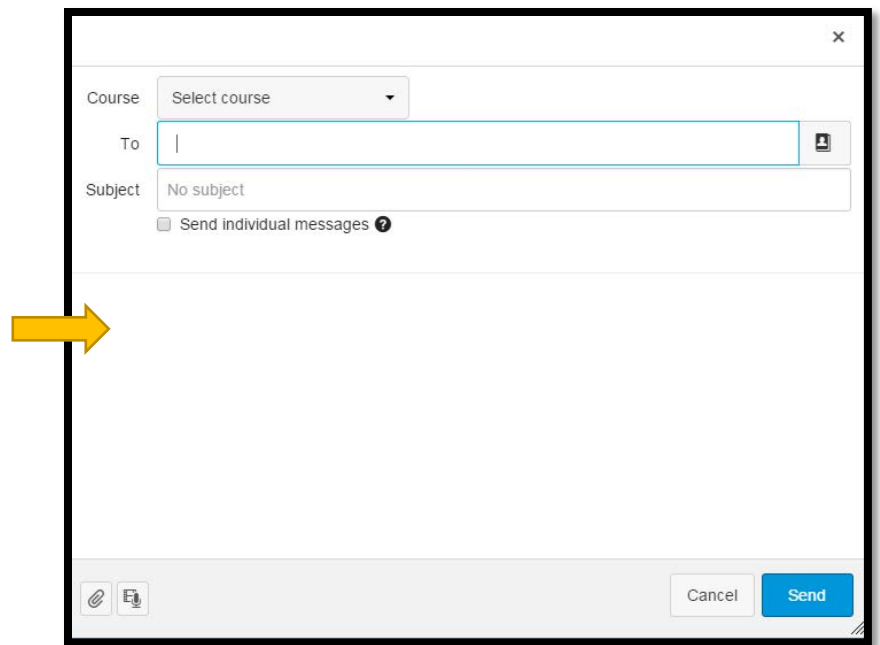 ×
Course Select course
To
Subject No subject
Send individual messages ?
Cancel Send